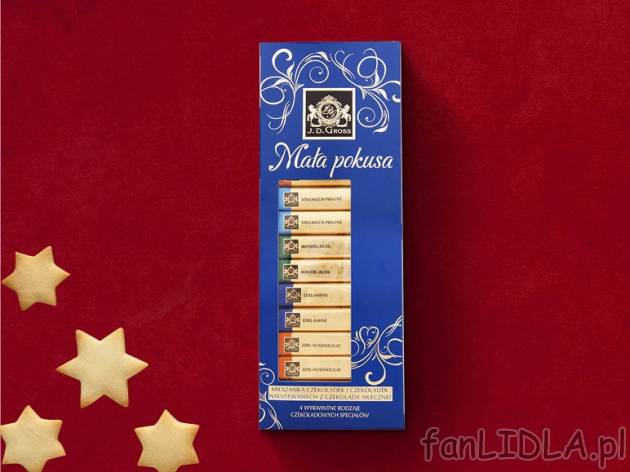 J. D. GROSS
Mała pokusa
VOLLMILCH-PRALINÉ
VOLLMILCH-PRALINÉ
MANDEL-NUSS
MANDEL-NUSS
EDEL-SAHNE
EDEL-SAHNE
EDEL-NUSSNOUGAT
EDEL-NUSSNOUGAT
MIESZANKA CZEKOLADEK I CZEKOLADEK
NADZIEWANYCH Z CZEKOLADY MLECZNEJ
4 WYKWINTNE RODZAJE
CZEKOLADOWYCH SPECJAŁÓW
fanLIDLA.pl